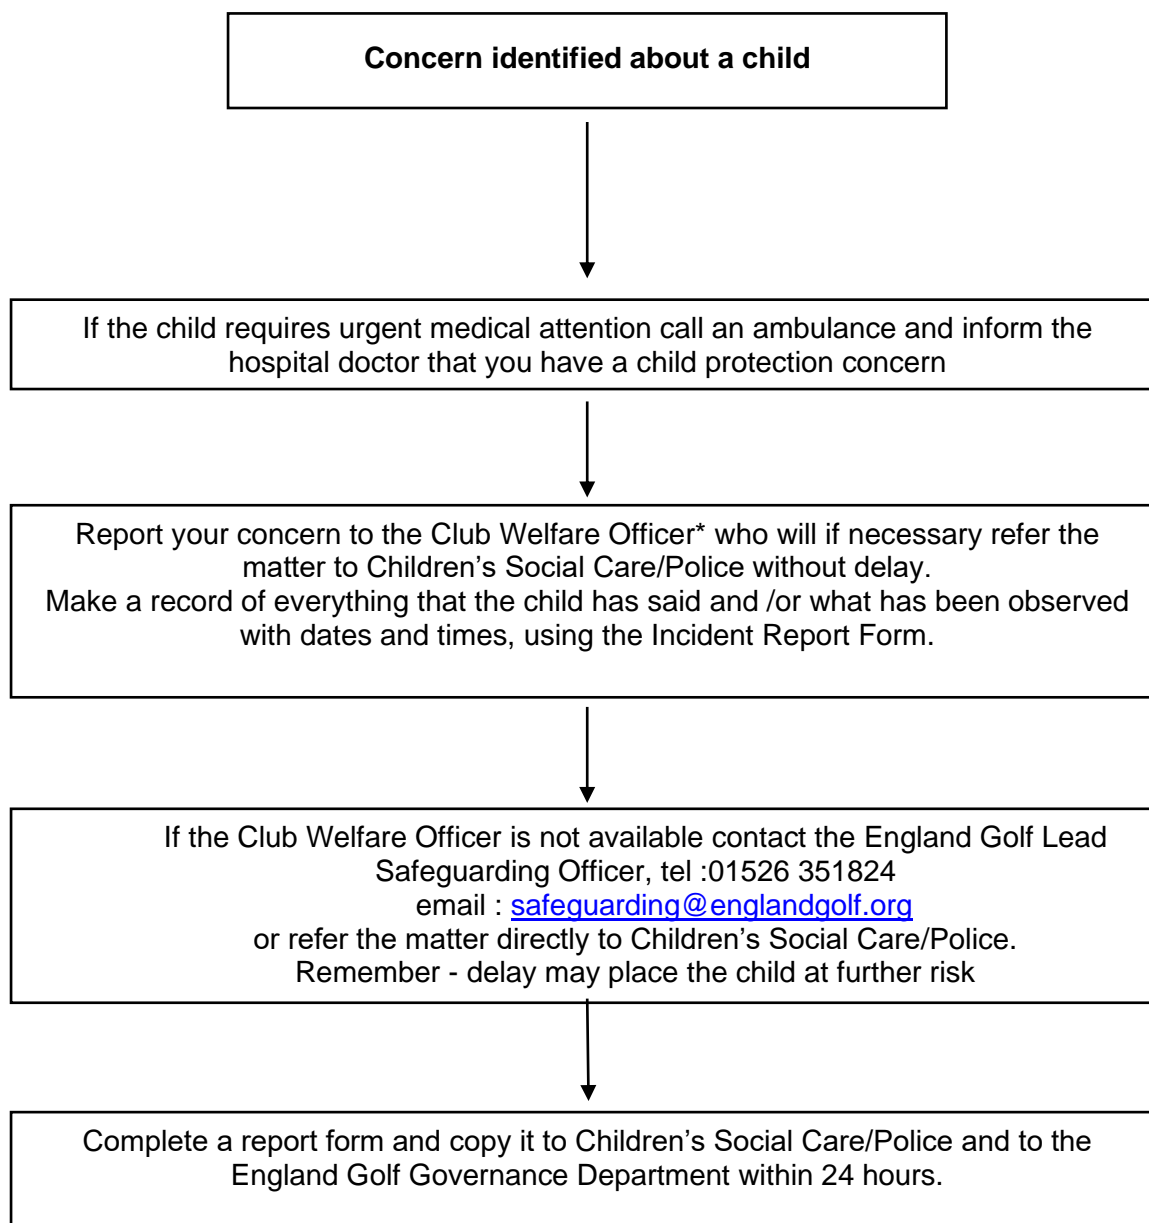 Concern identified about a child
If the child requires urgent medical attention call an ambulance and inform the
hospital doctor that you have a child protection concern
Report your concern to the Club Welfare Officer* who will if necessary refer the
matter to Children’s Social Care/Police without delay.
Make a record of everything that the child has said and /or what has been observed
with dates and times, using the Incident Report Form.
If the Club Welfare Officer is not available contact the England Golf Lead
Safeguarding Officer, tel :01526 351824
email : safeguarding@englandgolf.org
or refer the matter directly to Children’s Social Care/Police.
Remember - delay may place the child at further risk
Complete a report form and copy it to Children’s Social Care/Police and to the
England Golf Governance Department within 24 hours.